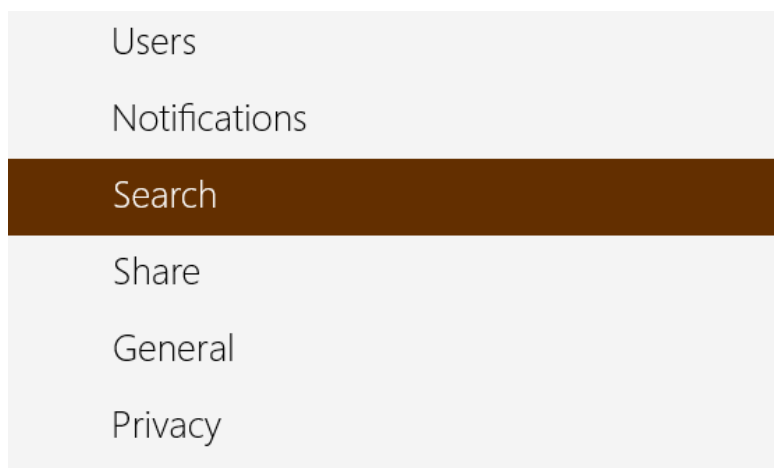 Users
Notifications
Search
Share
General
Privacy